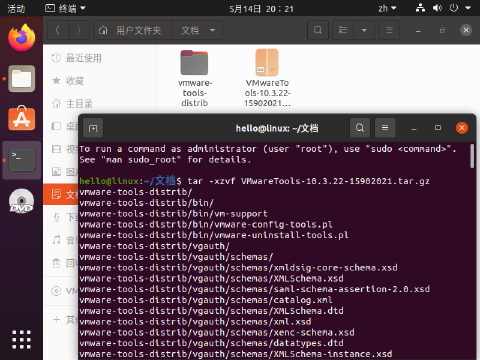 活动
终端
5月14日 20：21
zh
用户文件夹
文档
最近使用
收藏
主目录
vmware-
tools-
distrib
VMwareTo
ols-10.3.22-
15902021....
hello@linux: ~/文档
To run a command as administrator (user "root"), use "sudo <command>".
See "man sudo_root" for details.
hello@linux:~/文档$ tar -xzvf VMwareTools-10.3.22-15902021.tar.gz
vmware-tools-distrib/
vmware-tools-distrib/bin/
vmware-tools-distrib/bin/vm-support
vmware-tools-distrib/bin/vmware-config-tools.pl
vmware-tools-distrib/bin/vmware-uninstall-tools.pl
vmware-tools-distrib/vgauth/
vmware-tools-distrib/vgauth/schemas/
vmware-tools-distrib/vgauth/schemas/xmldsig-core-schema.xsd
vmware-tools-distrib/vgauth/schemas/XMLSchema.xsd
vmware-tools-distrib/vgauth/schemas/saml-schema-assertion-2.0.xsd
vmware-tools-distrib/vgauth/schemas/catalog.xml
vmware-tools-distrib/vgauth/schemas/XMLSchema.dtd
vmware-tools-distrib/vgauth/schemas/xml.xsd
vmware-tools-distrib/vgauth/schemas/xenc-schema.xsd
vmware-tools-distrib/vgauth/schemas/datatypes.dtd
vmware-tools-distrib/vgauth/schemas/XMLSchema-instance.xsd